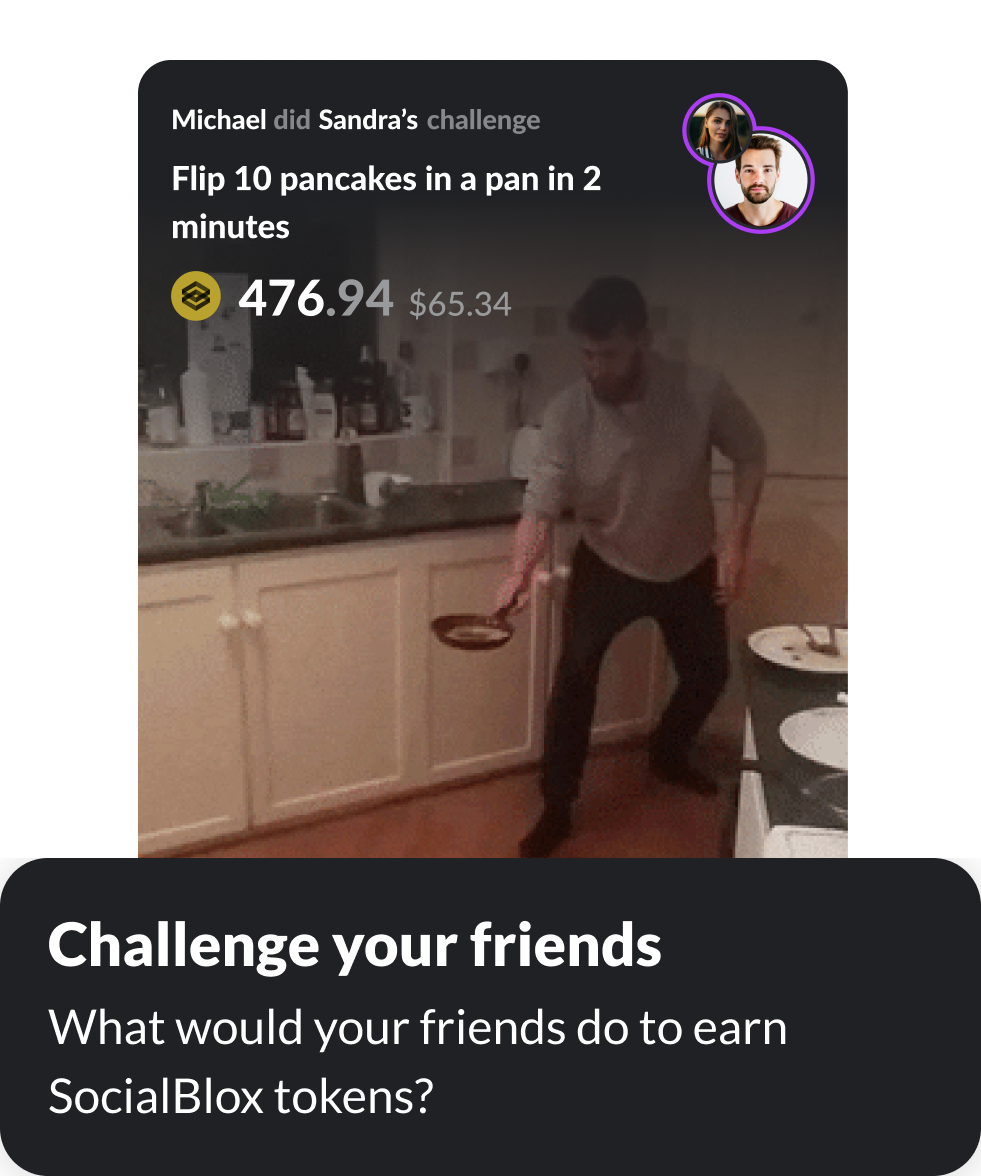 Michael did Sandra’s challenge
Flip 10 pancakes in a pan in 2
minutes
476.94 $65.34
Challenge your friends
What would your friends do to earn
SocialBlox tokens?